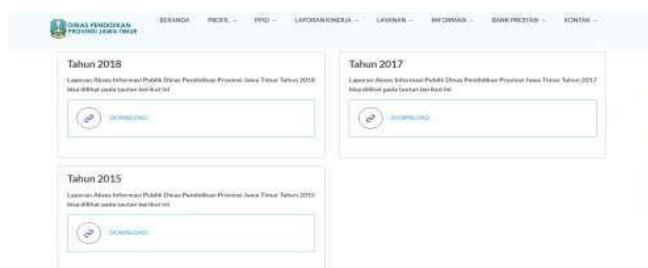 DINAS PENDIDIKAN
PROVINSI JAWA TIMUR
BERANDA PROFIL PPID LAPORAN KINERJA LAYANAN INFORMASI BANK PRESTASI KONTAK
Tahun 2018
Laporan Akses Informasi Publik Dinas Pendidikan Provinsi Jawa Timur Tahun 2018
bisa dilihat pada tautan berikut ini
DOWNLOAD
Tahun 2017
Laporan Akses Informasi Publik Dinas Pendidikan Provinsi Jawa Timur Tahun 2017
bisa dilihat pada tautan berikut ini
DOWNLOAD
Tahun 2015
Laporan Akses Informasi Publik Dinas Pendidikan Provinsi Jawa Timur Tahun 2015
bisa dilihat pada tautan berikut ini
DOWNLOAD